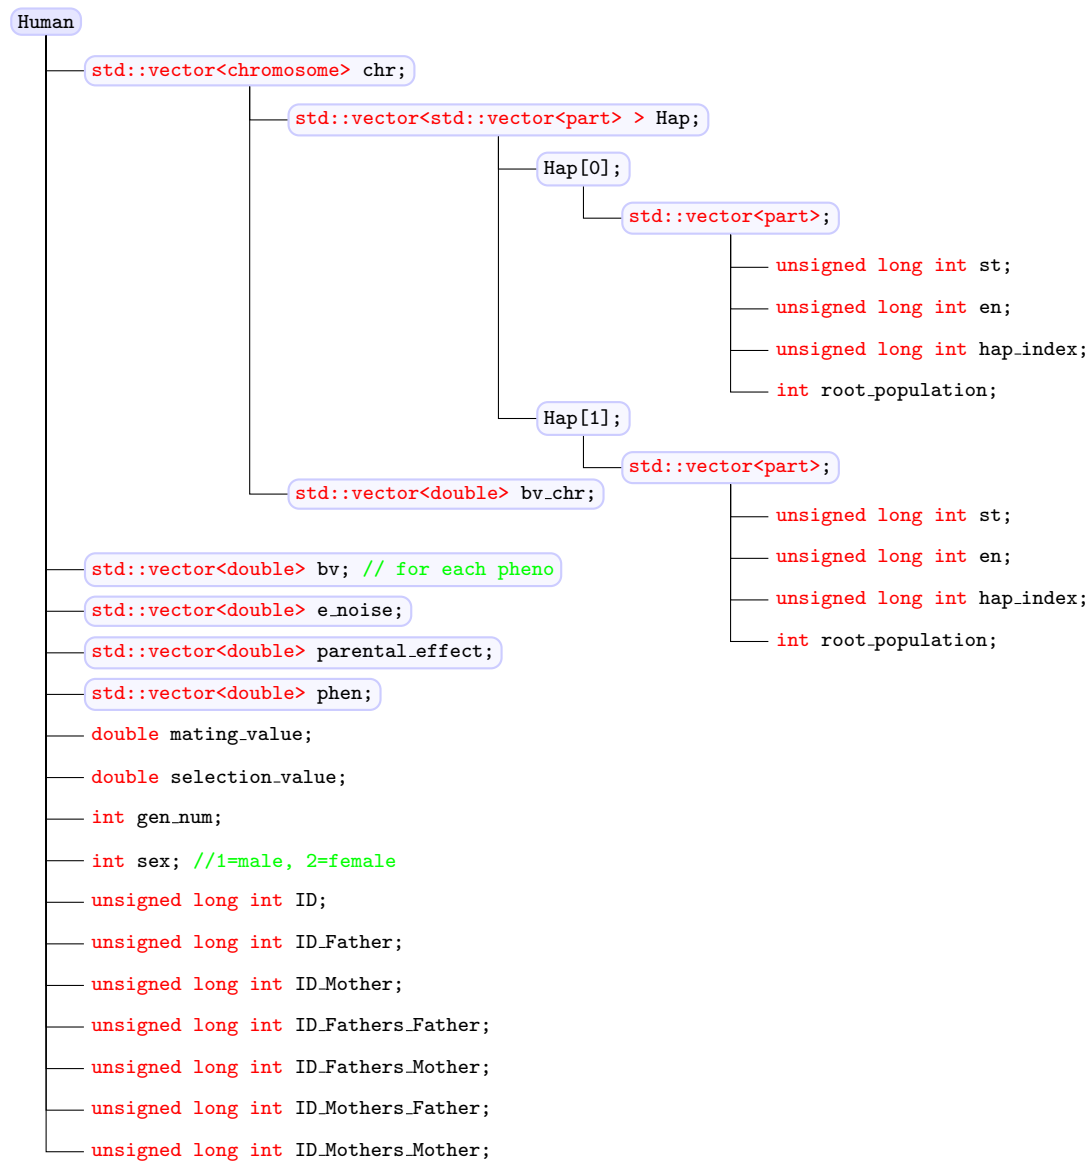 Human
std::vector<chromosome> chr;
std::vector<std::vector<part> > Hap;
Hap[0];
std::vector<part>;
unsigned long int st;
unsigned long int en;
unsigned long int hap_index;
int root_population;
Hap[1];
std::vector<part>;
unsigned long int st;
unsigned long int en;
unsigned long int hap_index;
int root_population;
std::vector<double> bv_chr;
std::vector<double> bv; // for each pheno
std::vector<double> e_noise;
std::vector<double> parental_effect;
std::vector<double> phen;
double mating_value;
double selection_value;
int gen_num;
int sex; //1=male, 2=female
unsigned long int ID;
unsigned long int ID_Father;
unsigned long int ID_Mother;
unsigned long int ID_Fathers_Father;
unsigned long int ID_Fathers_Mother;
unsigned long int ID_Mothers_Father;
unsigned long int ID_Mothers_Mother;